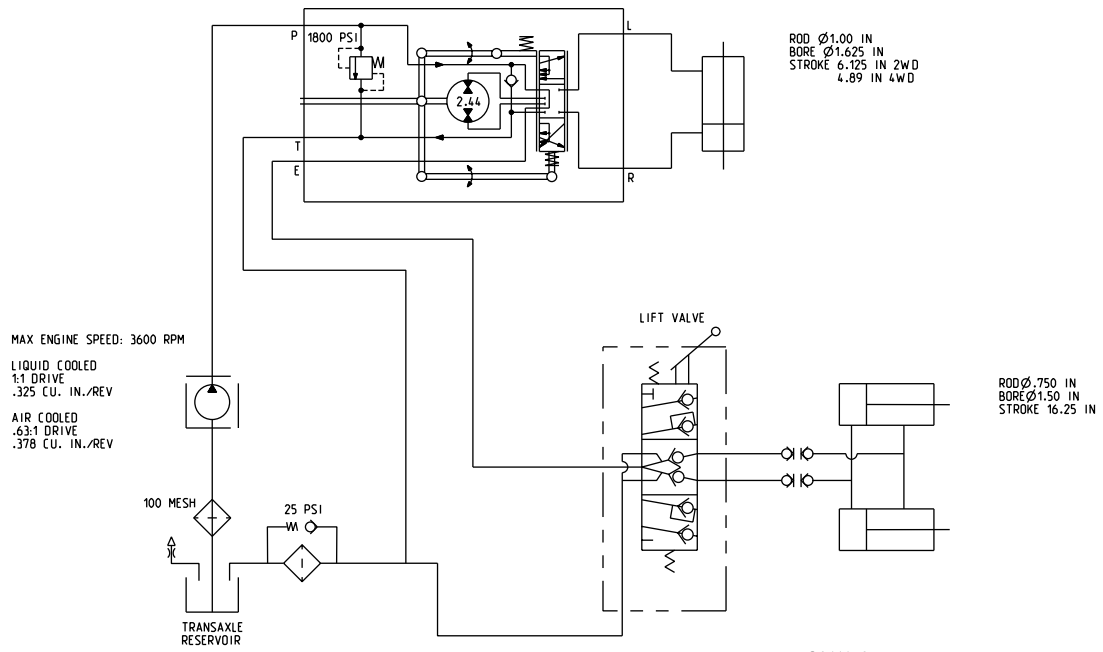 P 1800 PSI
L
ROD Ø1.00 IN
BORE Ø1.625 IN
STROKE 6.125 IN 2WD
4.89 IN 4WD
2.44
T
E
R
LIFT VALVE
MAX ENGINE SPEED: 3600 RPM
LIQUID COOLED
1:1 DRIVE
.325 CU. IN./REV
AIR COOLED
.63:1 DRIVE
.378 CU. IN./REV
RODØ.750 IN
BOREØ1.50 IN
STROKE 16.25 IN
100 MESH
25 PSI
TRANSAXLE
RESERVOIR